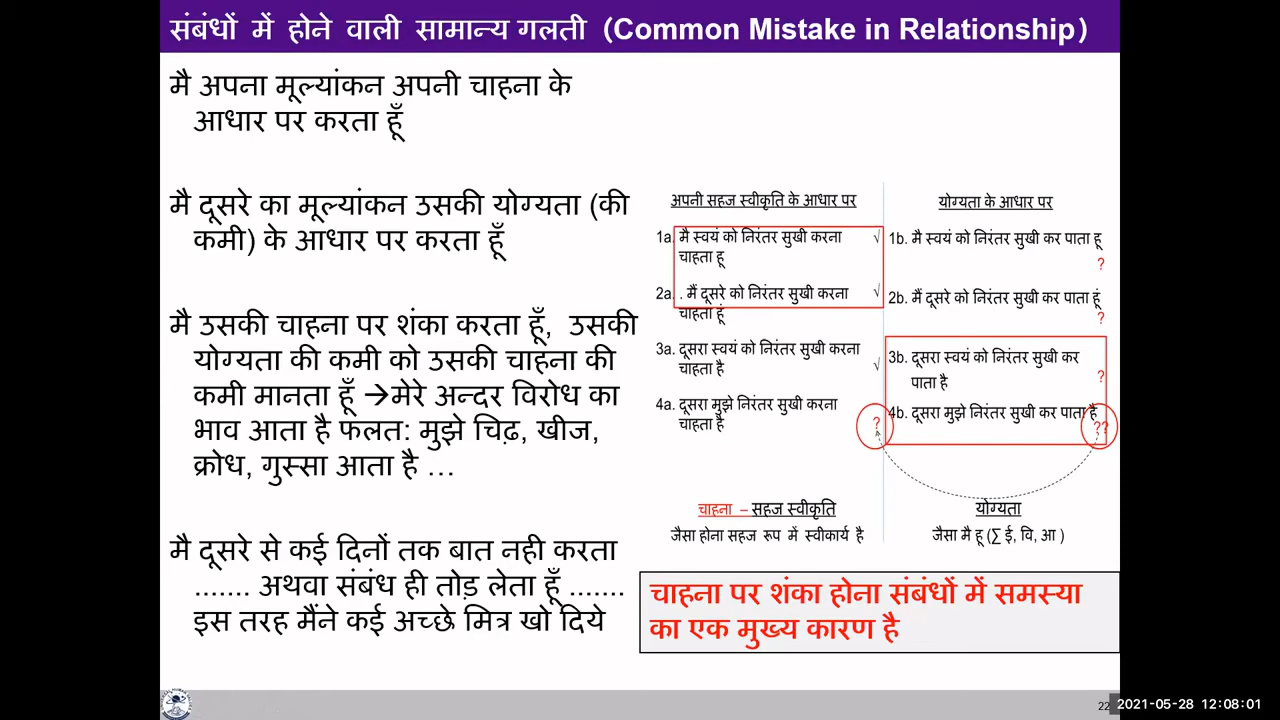 संबंधों में होने वाली सामान्य गलती (Common Mistake in Relationship)
मै अपना मूल्यांकन अपनी चाहना के
आधार पर करता हूँ
मै दूसरे का मूल्यांकन उसकी योग्यता (की
कमी) के आधार पर करता हूँ
मै उसकी चाहना पर शंका करता हूँ, उसकी
योग्यता की कमी को उसकी चाहना की
कमी मानता हूँ →मेरे अन्दर विरोध का
भाव आता है फलत: मुझे चिढ़, खीज,
क्रोध, गुस्सा आता है ...
मै दूसरे से कई दिनों तक बात नही करता
....... अथवा संबंध ही तोड़ लेता हूँ .......
इस तरह मैंने कई अच्छे मित्र खो दिये
अपनी सहज स्वीकृति के आधार पर
1a. मै स्वयं को निरंतर सुखी करना √
चाहता हू
2a. . मैं दूसरे को निरंतर सुखी करना √
चाहता हूं
3a. दूसरा स्वयं को निरंतर सुखी करना
चाहता है √
4a. दूसरा मुझे निरंतर सुखी करना
चाहता है ?
चाहना – सहज स्वीकृति
जैसा होना सहज रूप में स्वीकार्य है
योग्यता के आधार पर
1b. मै स्वयं को निरंतर सुखी कर पाता हू
?
2b. मैं दूसरे को निरंतर सुखी कर पाता हूं
?
3b. दूसरा स्वयं को निरंतर सुखी कर
पाता है ?
4b. दूसरा मुझे निरंतर सुखी कर पाता है
??
योग्यता
जैसा मै हू (∑ ई, वि, आ )
चाहना पर शंका होना संबंधों में समस्या
का एक मुख्य कारण है
22
2021-05-28 12:08:01